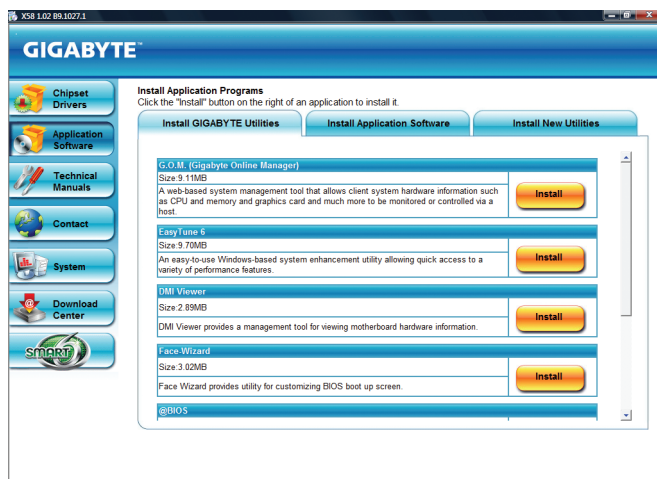 X58 1.02 B9.1027.1
GIGABYTE™
Chipset
Drivers
Application
Software
Technical
Manuals
Contact
System
Download
Center
SMART
Install Application Programs
Click the "Install" button on the right of an application to install it.
Install GIGABYTE Utilities
Install Application Software
Install New Utilities
G.O.M. (Gigabyte Online Manager)
Size:9.11MB
A web-based system management tool that allows client system hardware information such
as CPU and memory and graphics card and much more to be monitored or controlled via a
host.
Install
EasyTune 6
Size:9.70MB
An easy-to-use Windows-based system enhancement utility allowing quick access to a
variety of performance features.
Install
DMI Viewer
Size:2.89MB
DMI Viewer provides a management tool for viewing motherboard hardware information.
Install
Face-Wizard
Size:3.02MB
Face Wizard provides utility for customizing BIOS boot up screen.
Install
@BIOS